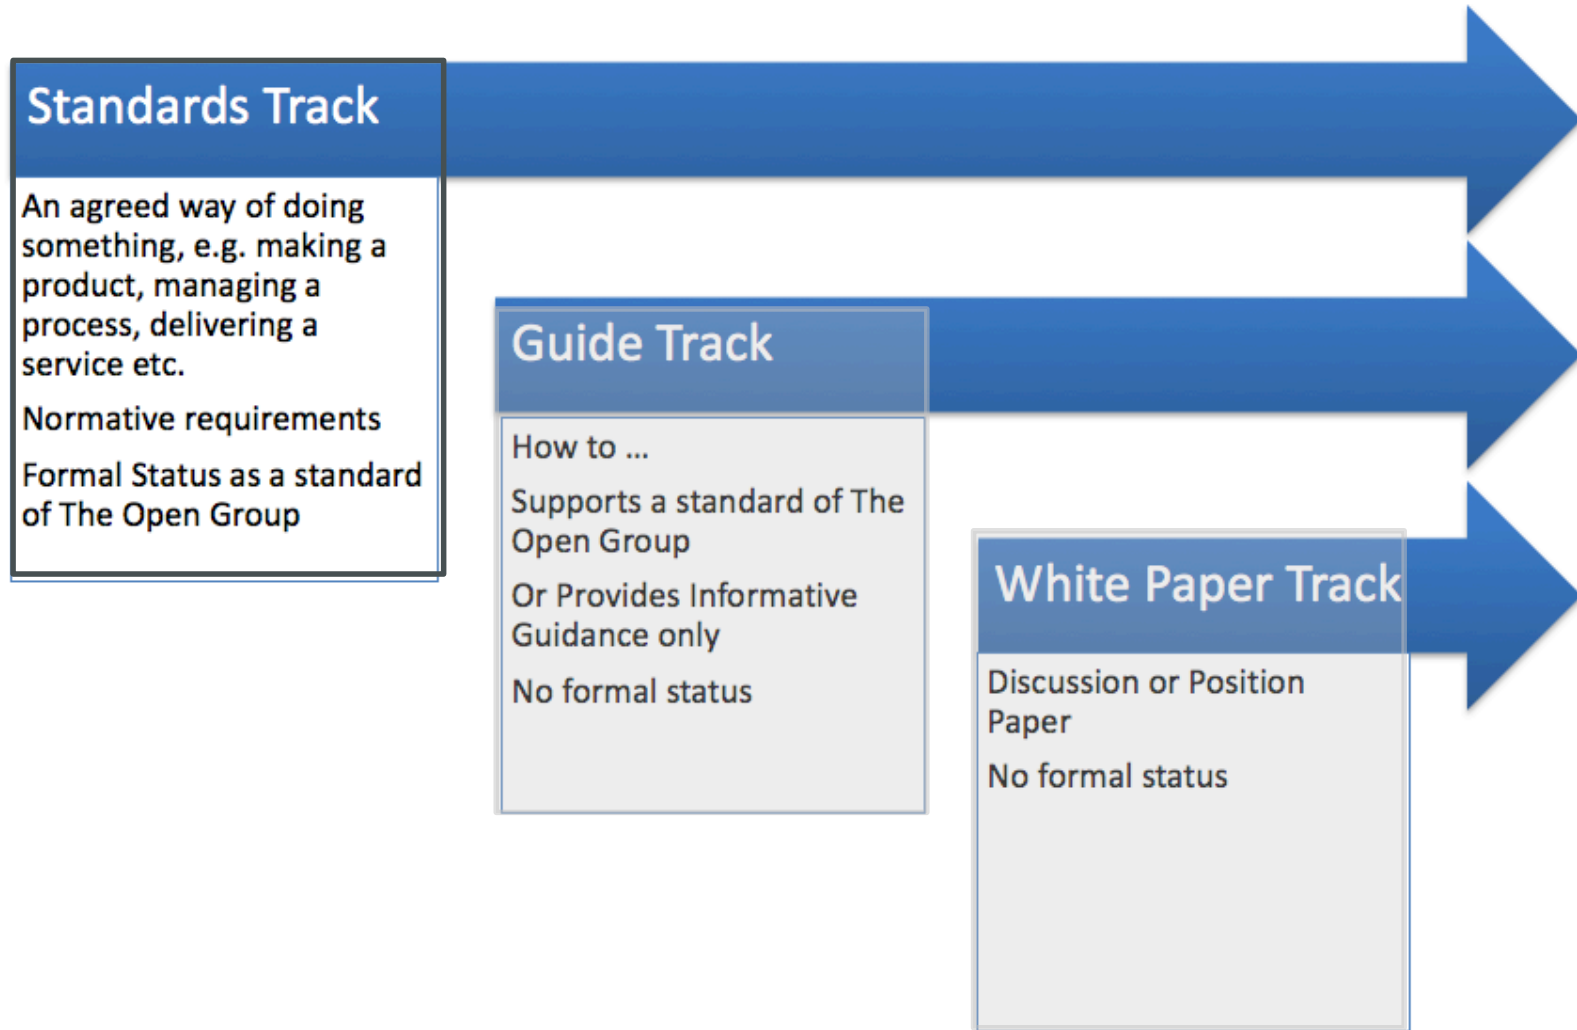 Standards Track
An agreed way of doing
something, e.g. making a
product, managing a
process, delivering a
service etc.
Normative requirements
Formal Status as a standard
of The Open Group
Guide Track
How to ...
Supports a standard of The
Open Group
Or Provides Informative
Guidance only
No formal status
White Paper Track
Discussion or Position
Paper
No formal status